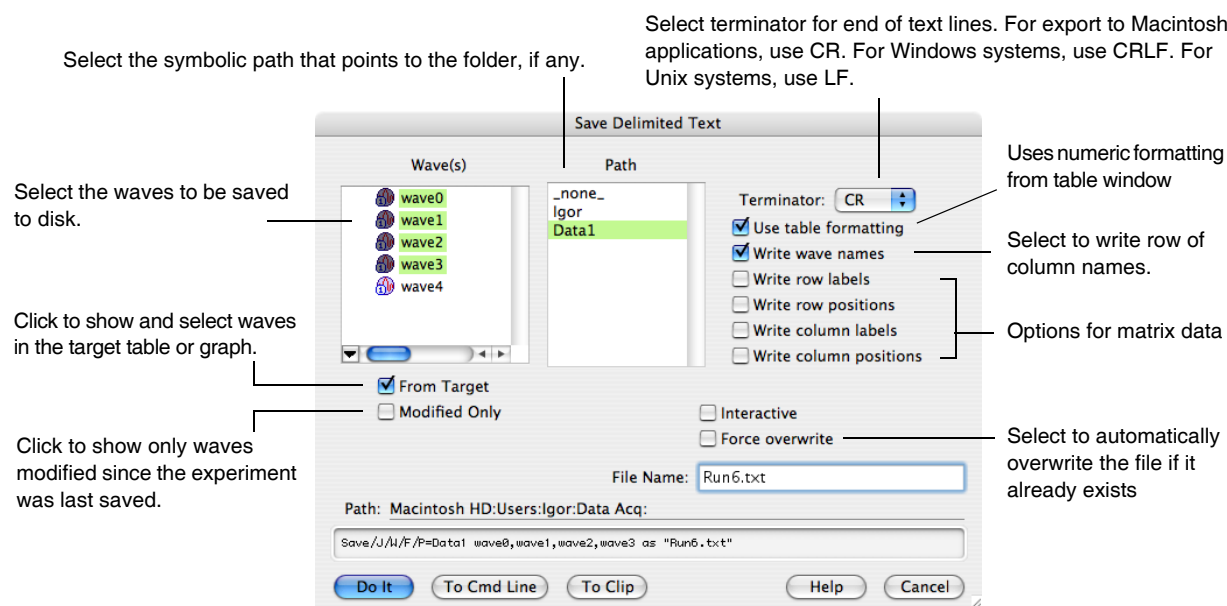 Select terminator for end of text lines. For export to Macintosh
applications, use CR. For Windows systems, use CRLF. For
Unix systems, use LF.
Select the symbolic path that points to the folder, if any.
Save Delimited Text
Wave(s)
Path
Select the waves to be saved
to disk.
wave0
wave1
wave2
wave3
wave4
_none_
Igor
Data1
Terminator: CR
Use table formatting
Write wave names
Write row labels
Write row positions
Write column labels
Write column positions
Uses numeric formatting
from table window
Select to write row of
column names.
Options for matrix data
Click to show and select waves
in the target table or graph.
From Target
Modified Only
Interactive
Force overwrite
Click to show only waves
modified since the experiment
was last saved.
Select to automatically
overwrite the file if it
already exists
File Name: Run6.txt
Path: Macintosh HD:Users:Igor:Data Acq:
Save/J/W/F/P=Data1 wave0,wave1,wave2,wave3 as "Run6.txt"
Do It
To Cmd Line
To Clip
Help
Cancel